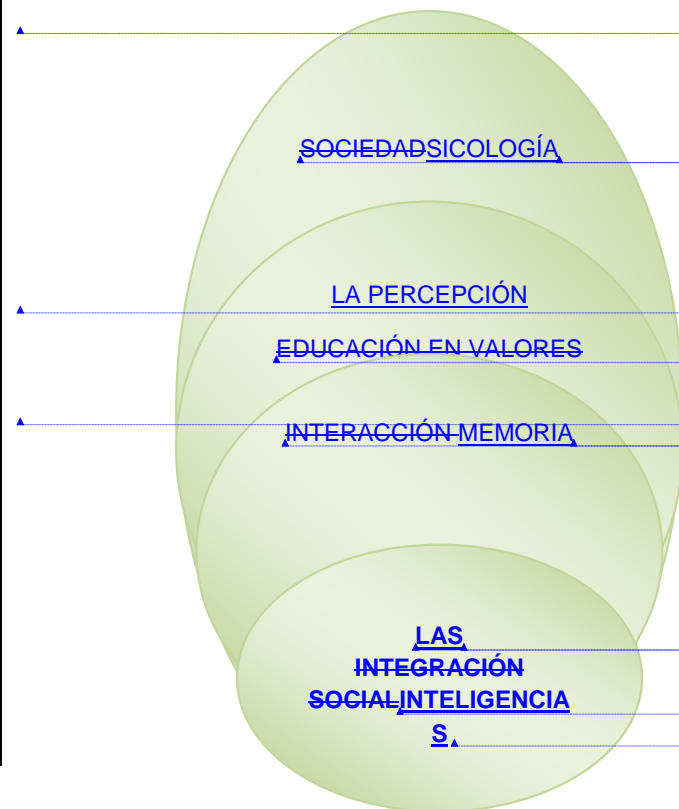 SOCIEDADSICOLOGÍA
LA PERCEPCIÓN
EDUCACIÓN EN VALORES
INTERACCIÓN MEMORIA
LAS
INTEGRACIÓN
SOCIALINTELIGENCIA
S